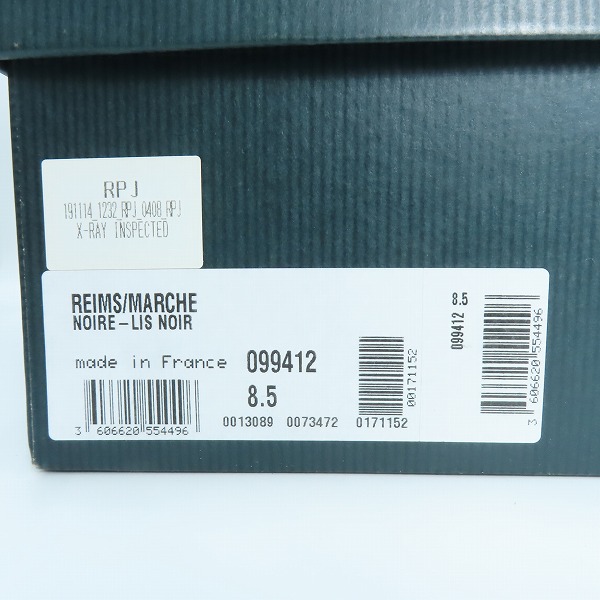 RPJ
191114_1232_RPJ_0408_RPJ
X-RAY INSPECTED
REIMS/MARCHE
NOIRE-LIS NOIR
made in France 099412
8.5
3 606620 554496
0013089 0073472 0171152
00171152
099412 8.5
3 606620 554496